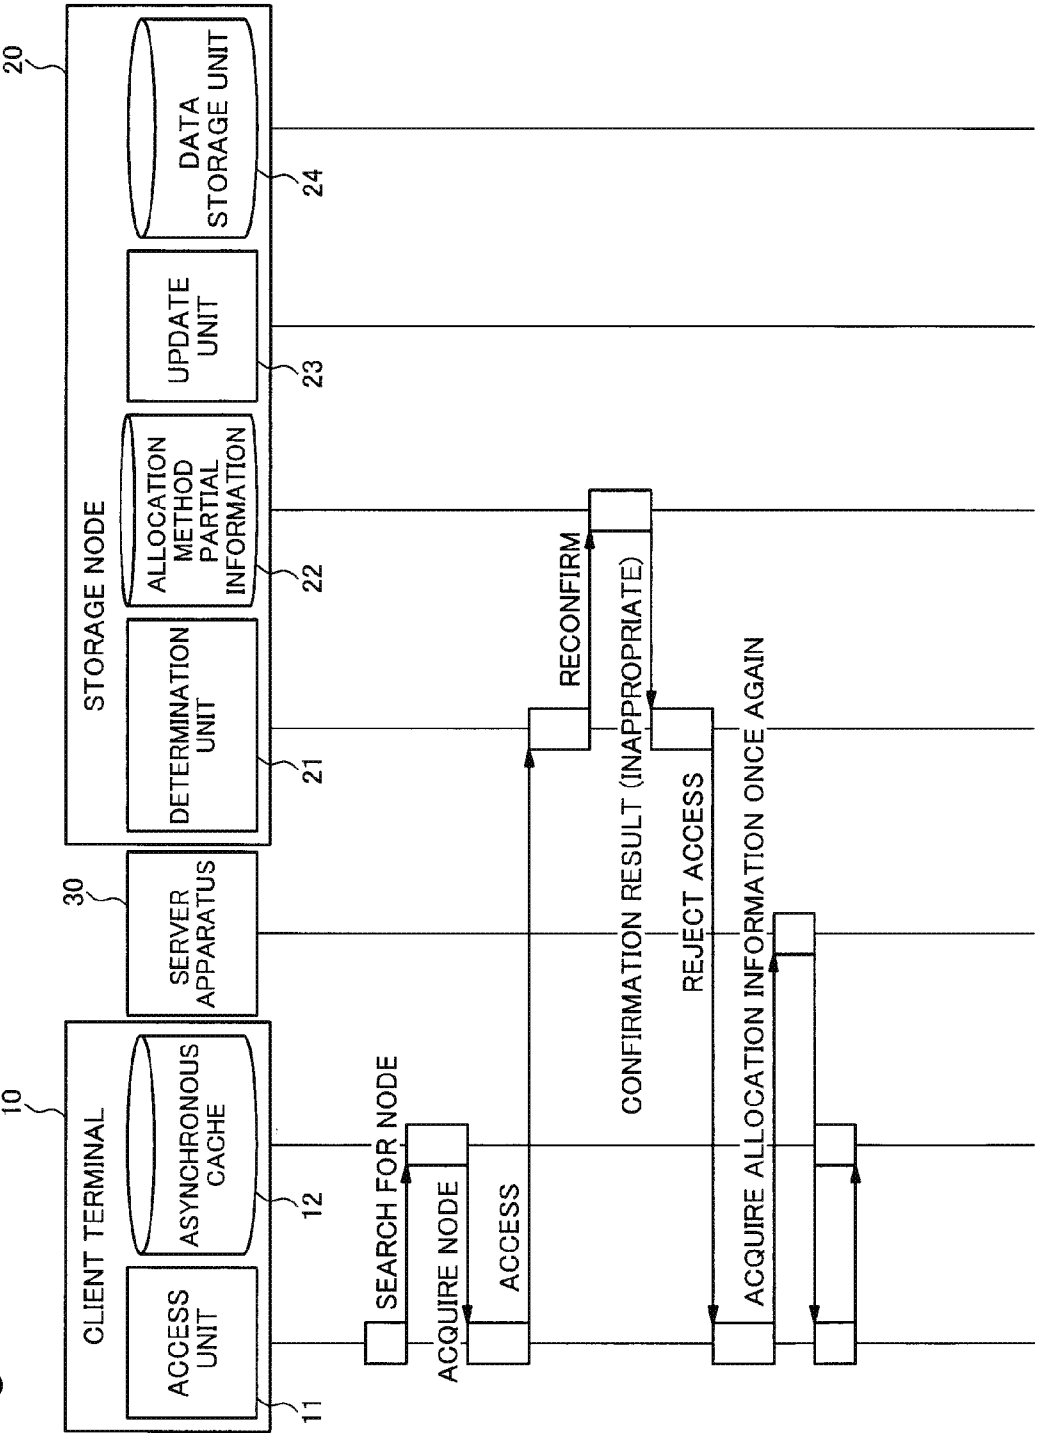 CLIENT TERMINAL
10
ACCESS
UNIT
11
ASYNCHRONOUS
CACHE
12
SERVER
APPARATUS
30
STORAGE NODE
20
DETERMINATION
UNIT
21
ALLOCATION
METHOD
PARTIAL
INFORMATION
22
UPDATE
UNIT
23
DATA
STORAGE UNIT
24
SEARCH FOR NODE
ACQUIRE NODE
ACCESS
RECONFIRM
CONFIRMATION RESULT (INAPPROPRIATE)
REJECT ACCESS
ACQUIRE ALLOCATION INFORMATION ONCE AGAIN